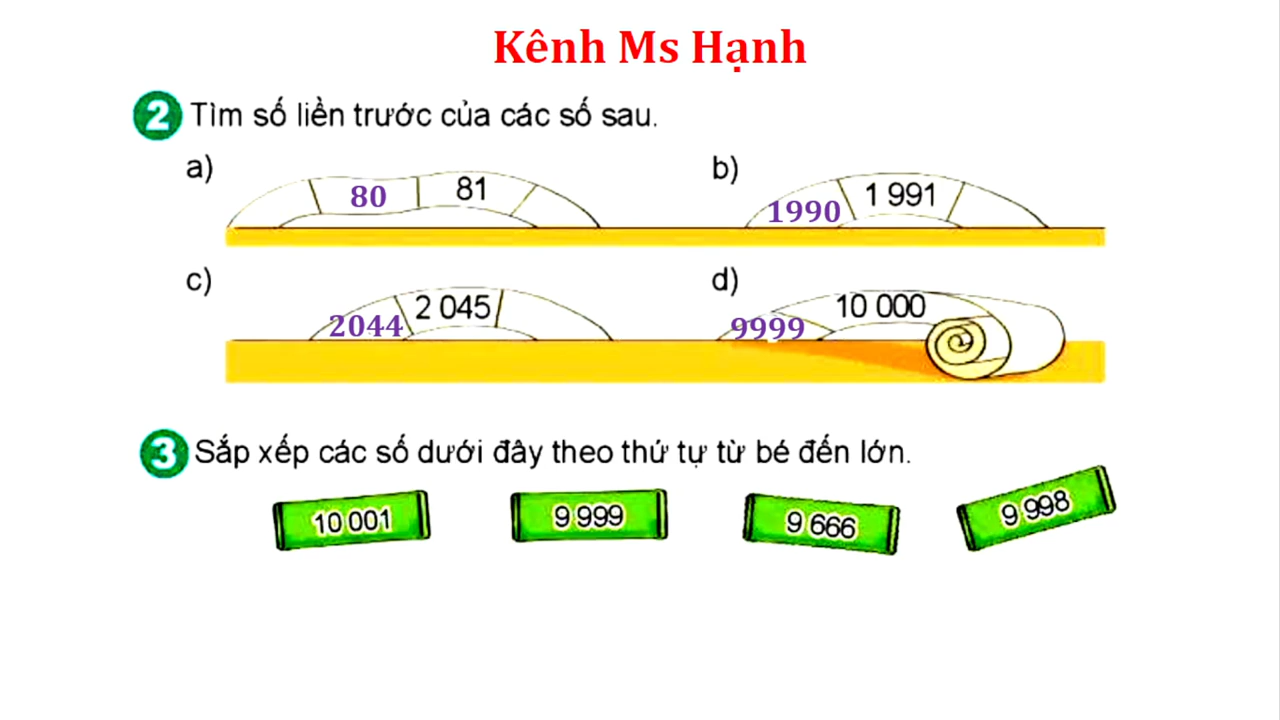 Kênh Ms Hạnh
2 Tìm số liền trước của các số sau.
a) 80 81
b) 1990 1 991
c) 2044 2 045
d) 9999 10 000
3 Sắp xếp các số dưới đây theo thứ tự từ bé đến lớn.
10 001 9 999 9 666 9 998